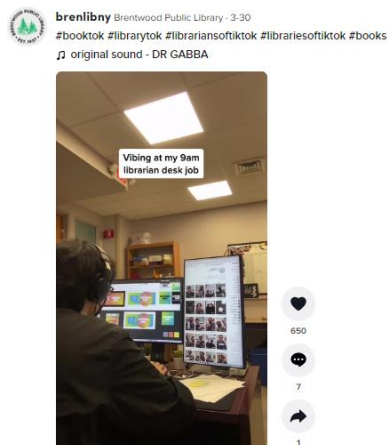 brenlibny Brentwood Public Library · 3-30
#booktok #librarytok #librariansoftiktok #librariesoftiktok #books
♫ original sound - DR GABBA
Vibing at my 9am
librarian desk job
650
7
1